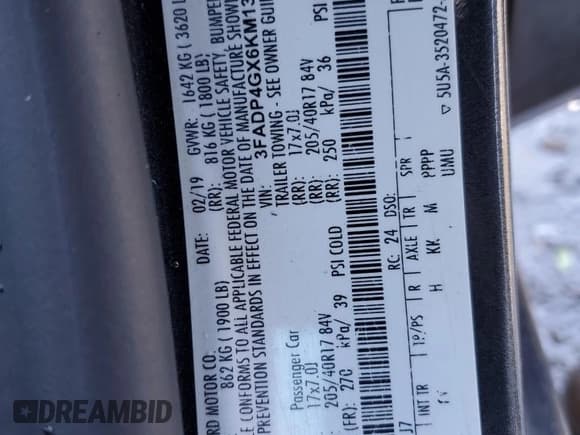 RD MOTOR CO.
DATE: 02/19
GVWR: 1642 KG ( 3620 L
862 KG ( 1900 LB)
(RR): 816 KG ( 1800 LB)
LE CONFORMS TO ALL APPLICABLE FEDERAL MOTOR VEHICLE SAFETY, BUMPER
PREVENTION STANDARDS IN EFFECT ON THE DATE OF MANUFACTURE SHOWN
VIN: 3FADP4GX6KM13
Passenger Car
TRAILER TOWING - SEE OWNER GUIDE
17x7.0J
(RR): 17x7.0J
205/40R17 84V
(RR): 205/40R17 84V
(FR): 270 kPa/ 39 PSI COLD
(RR): 250 kPa/ 36 PSI
RC: 24 DSO:
J7
INT TR
TP/PS
R
AXLE
TR
SPR
H
KK
M
PPPP
UMU
▽ 5U5A-3520472-
DREAMBID